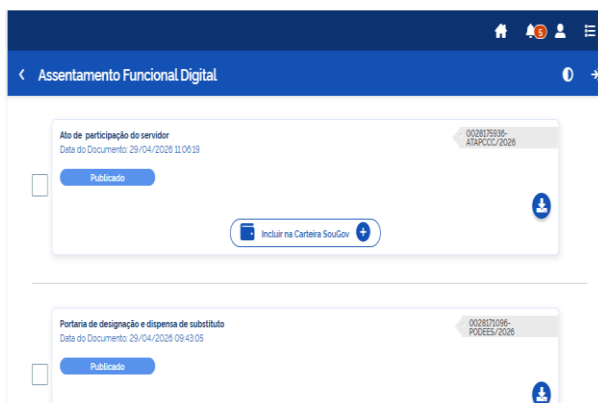 5
Assentamento Funcional Digital
Ato de participação do servidor
0028175936-
ATAPCCC/2026
Data do Documento: 29/04/2026 11:06:19
Publicado
Incluir na Carteira SouGov
Portaria de designação e dispensa de substituto
0028171096-
PODEES/2026
Data do Documento: 29/04/2026 09:43:05
Publicado